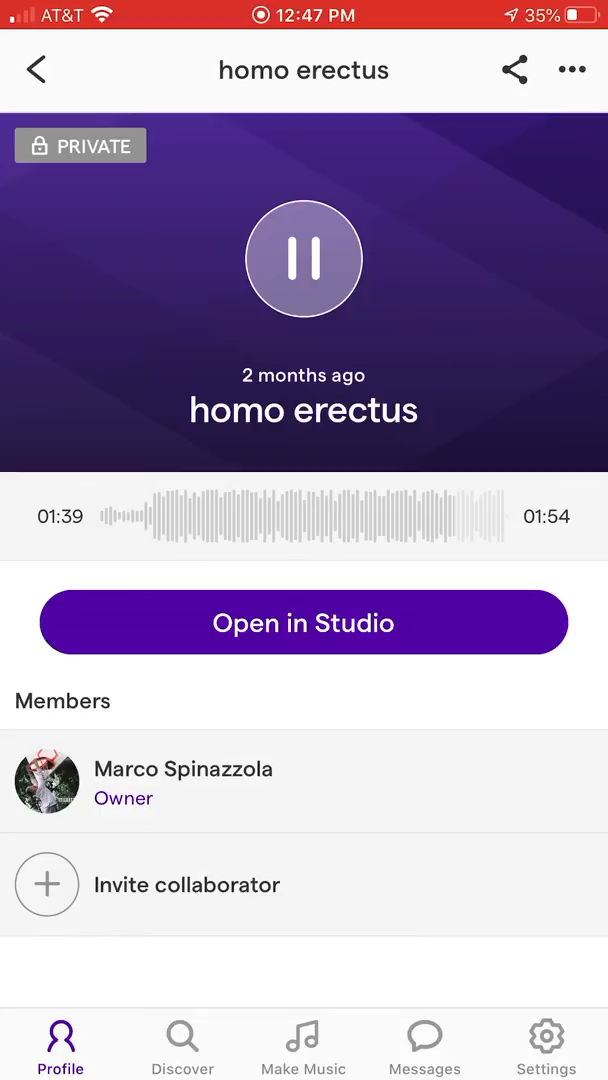 AT&T 12:47 PM 35%
homo erectus
PRIVATE
2 months ago
homo erectus
01:39 01:54
Open in Studio
Members
Marco Spinazzola
Owner
Invite collaborator
Profile Discover Make Music Messages Settings